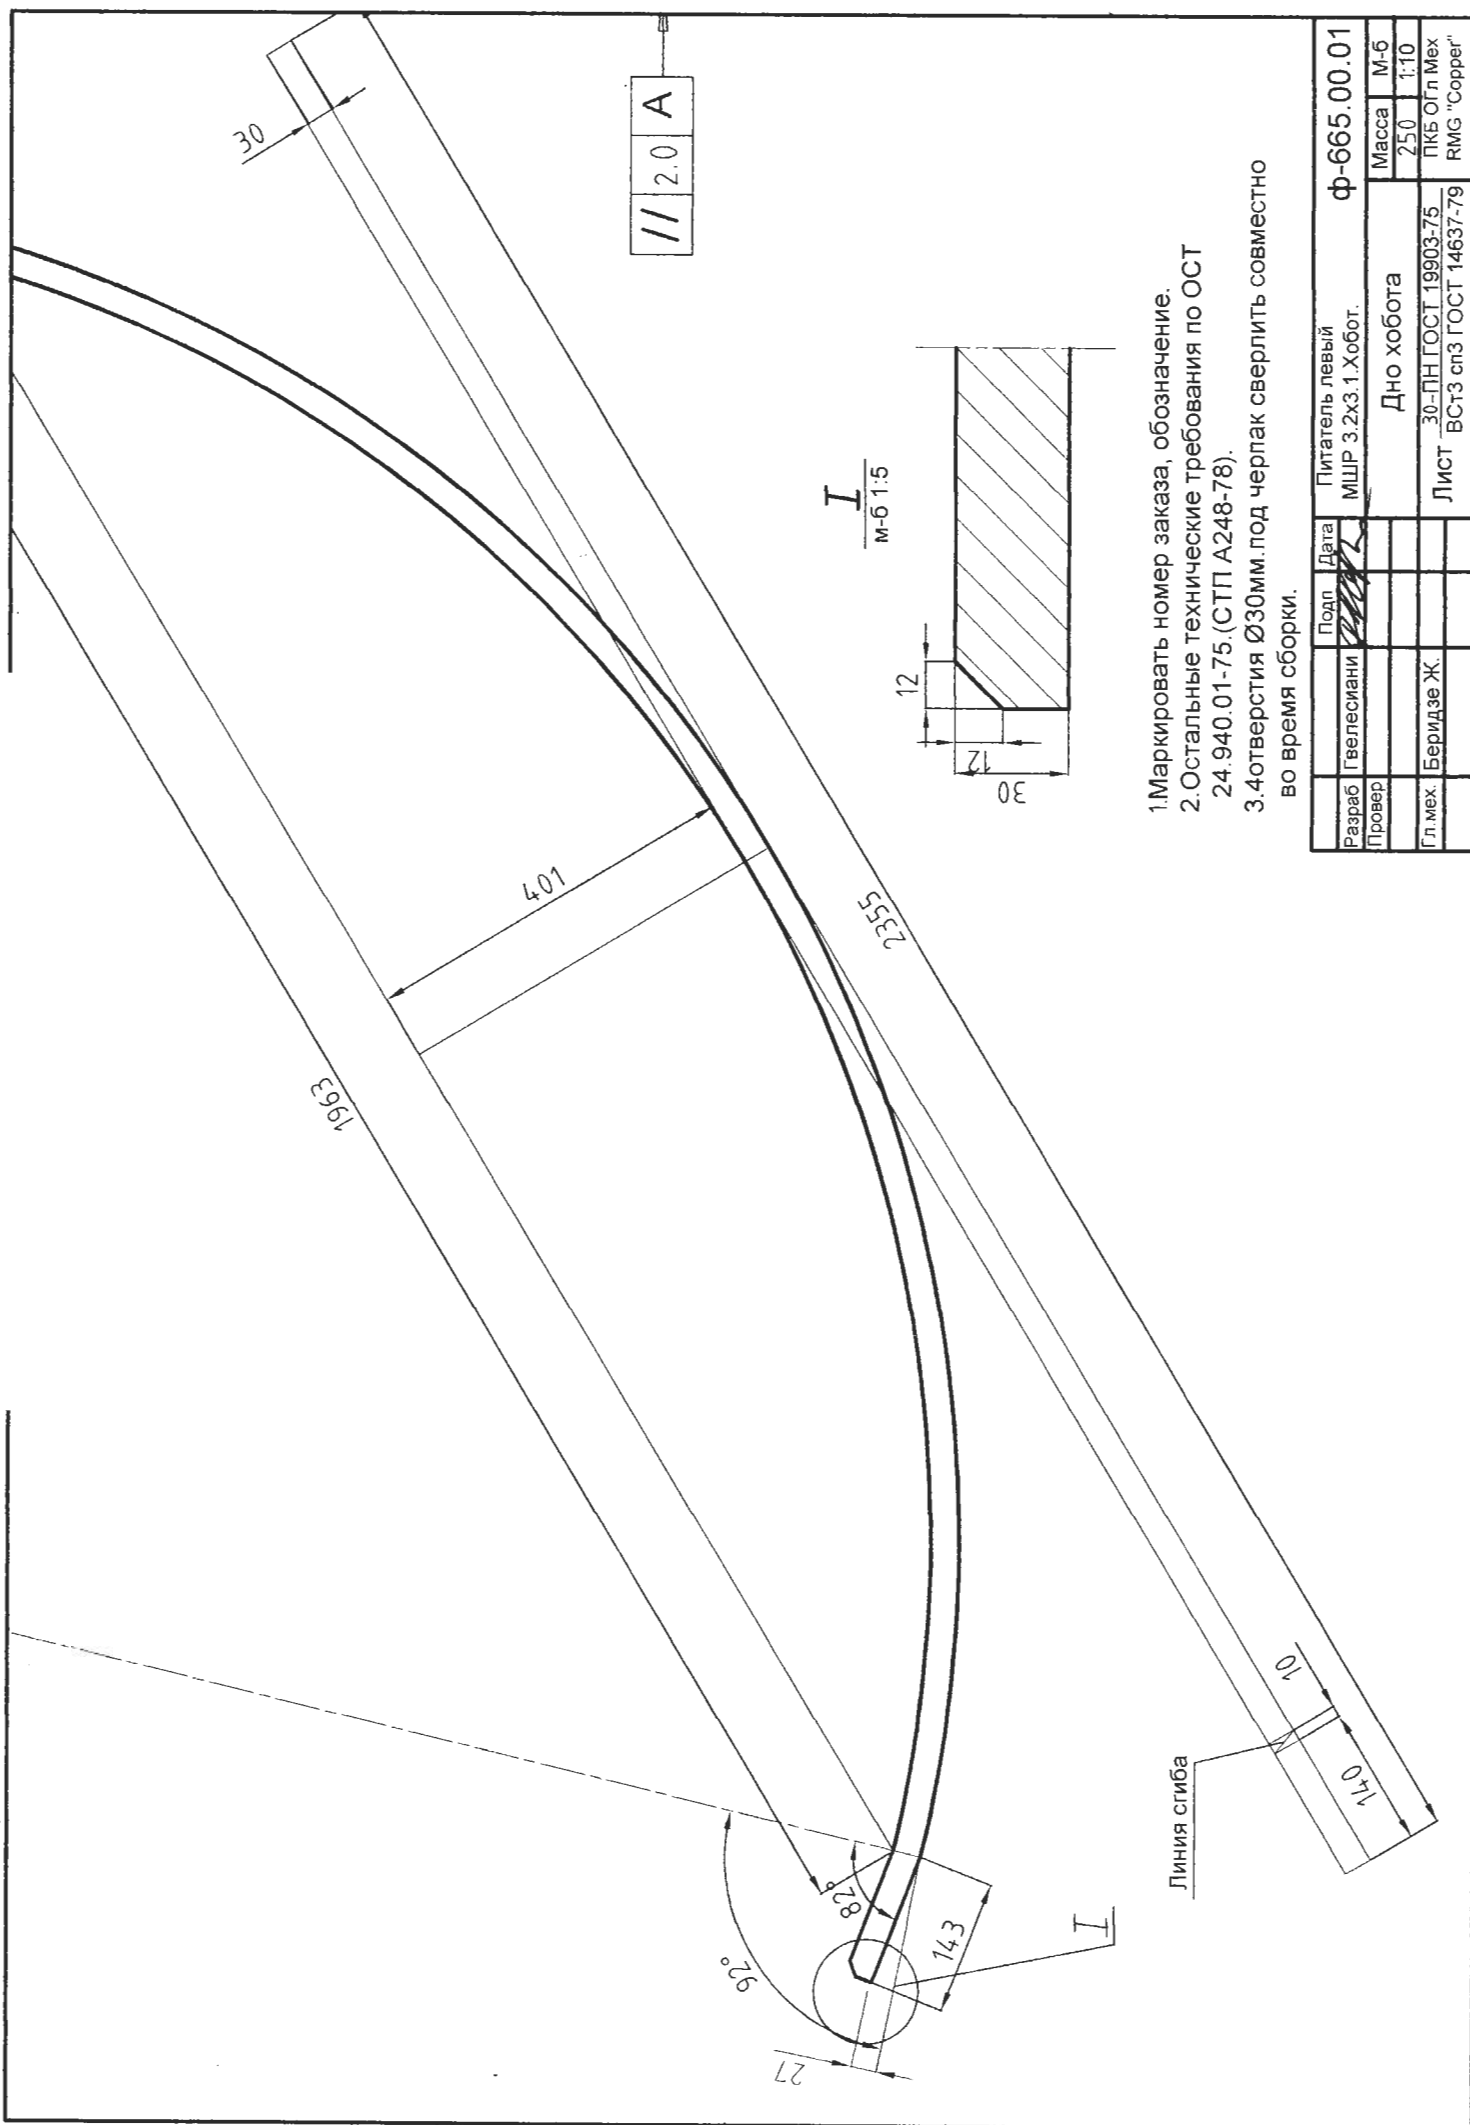 30
// 2.0 A
401
1963
2355
92°
82°
143
27
I
Линия сгиба
10
140
I
м-б 1:5
12
12
30
1.Маркировать номер заказа, обозначение.
2.Остальные технические требования по ОСТ
24.940.01-75.(СТП А248-78).
3.4отверстия Ø30мм.под черпак сверлить совместно
во время сборки.
Подп Дата
Разраб Гвелесиани
Провер
Гл.мех. Беридзе Ж.
Питатель левый
МШР 3.2х3.1.Хобот.
ф-665.00.01
Дно хобота
Масса М-б
250 1:10
Лист 30-ПН ГОСТ 19903-75
ВСт3 сп3 ГОСТ 14637-79
ПКБ ОГл Мех
RMG "Copper"